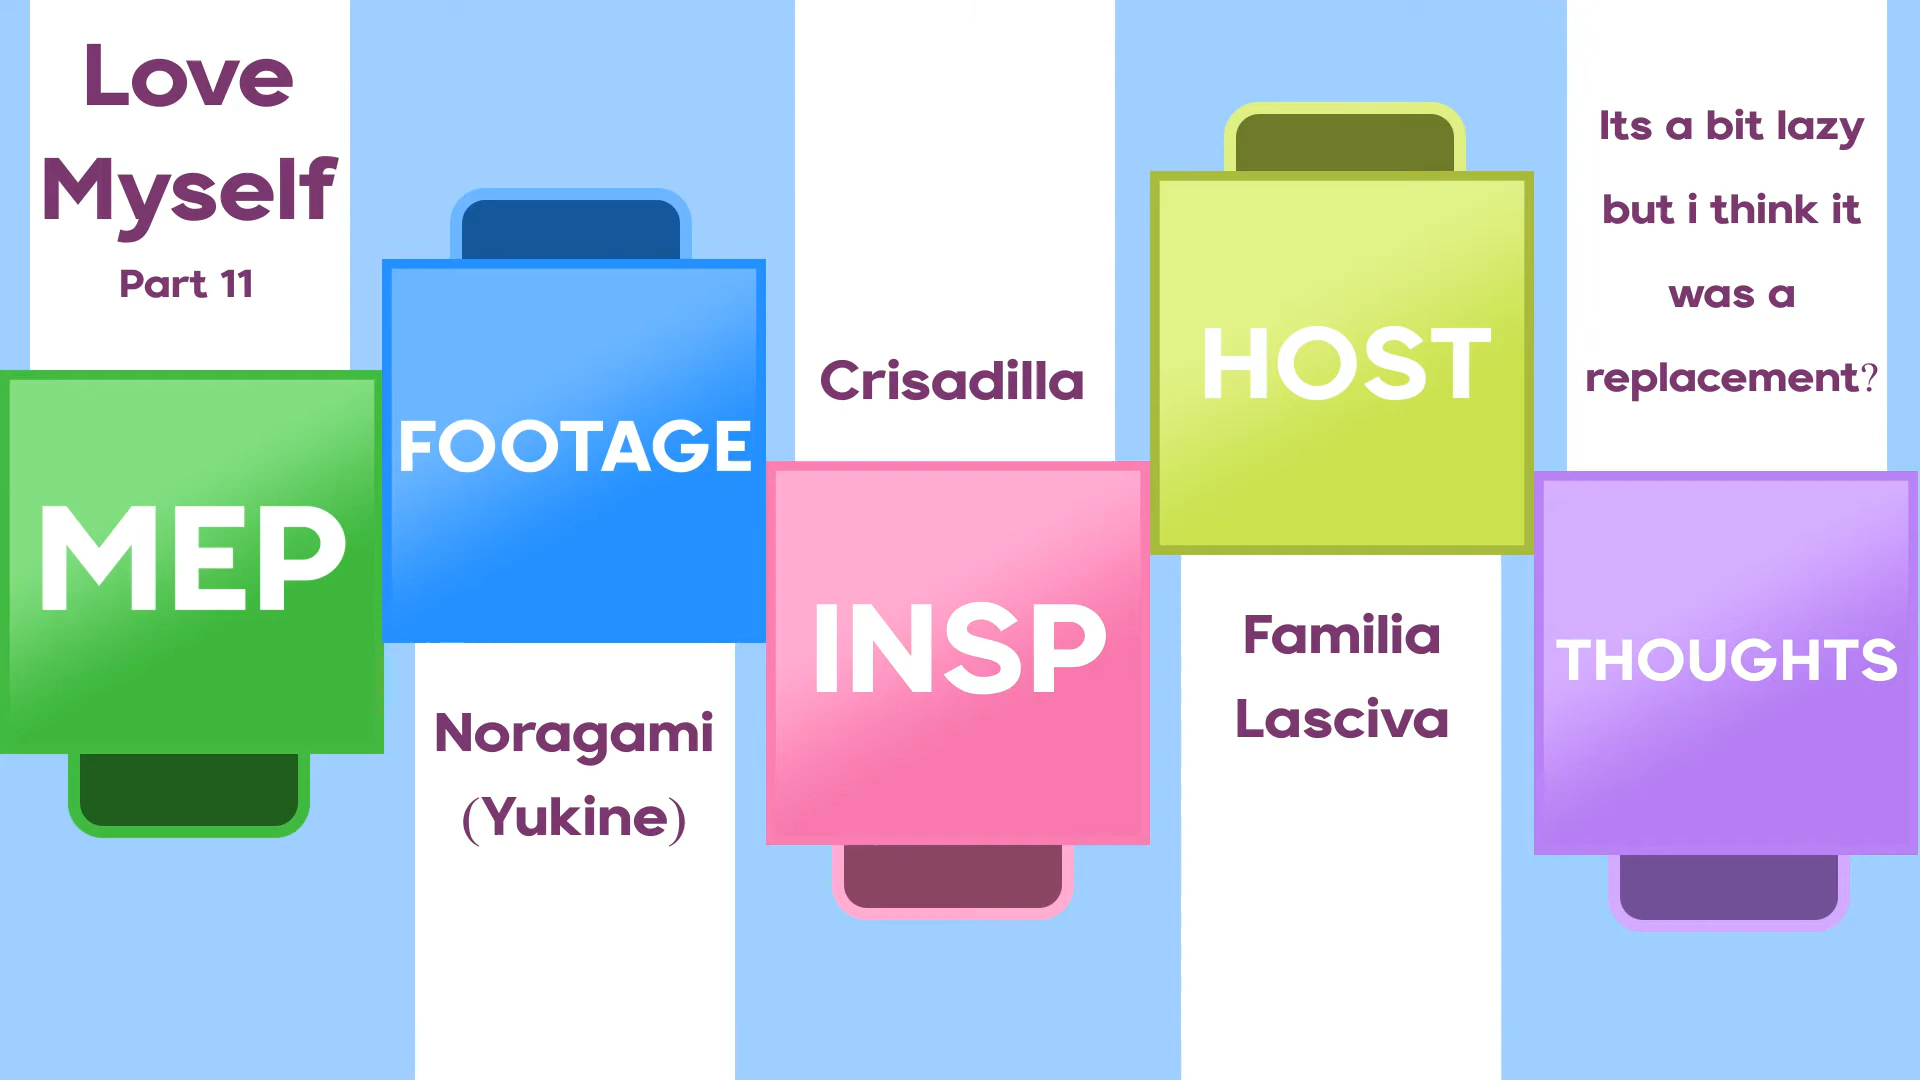 Love
Myself
Part 11
MEP
FOOTAGE
Noragami
(Yukine)
Crisadilla
INSP
HOST
Familia
Lasciva
Its a bit lazy
but i think it
was a
replacement?
THOUGHTS